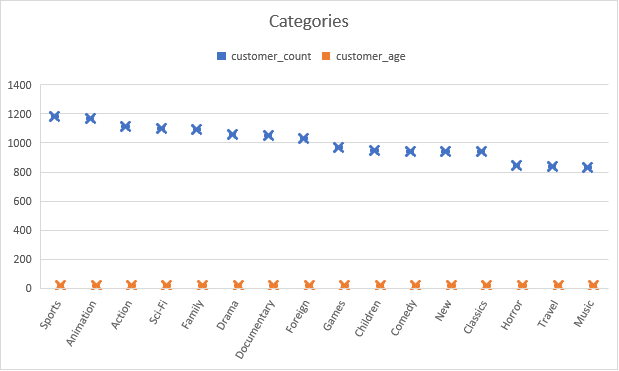 Categories
customer_count customer_age
1400
1200
1000
800
600
400
200
0
Sports Animation Action Sci-Fi Family Drama Documentary Foreign Games Children Comedy New Classics Horror Travel Music